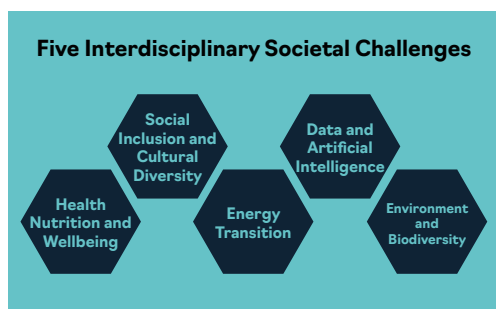 Five Interdisciplinary Societal Challenges
Social
Inclusion and
Cultural
Diversity
Data and
Artificial
Intelligence
Health
Nutrition and
Wellbeing
Energy
Transition
Environment
and
Biodiversity